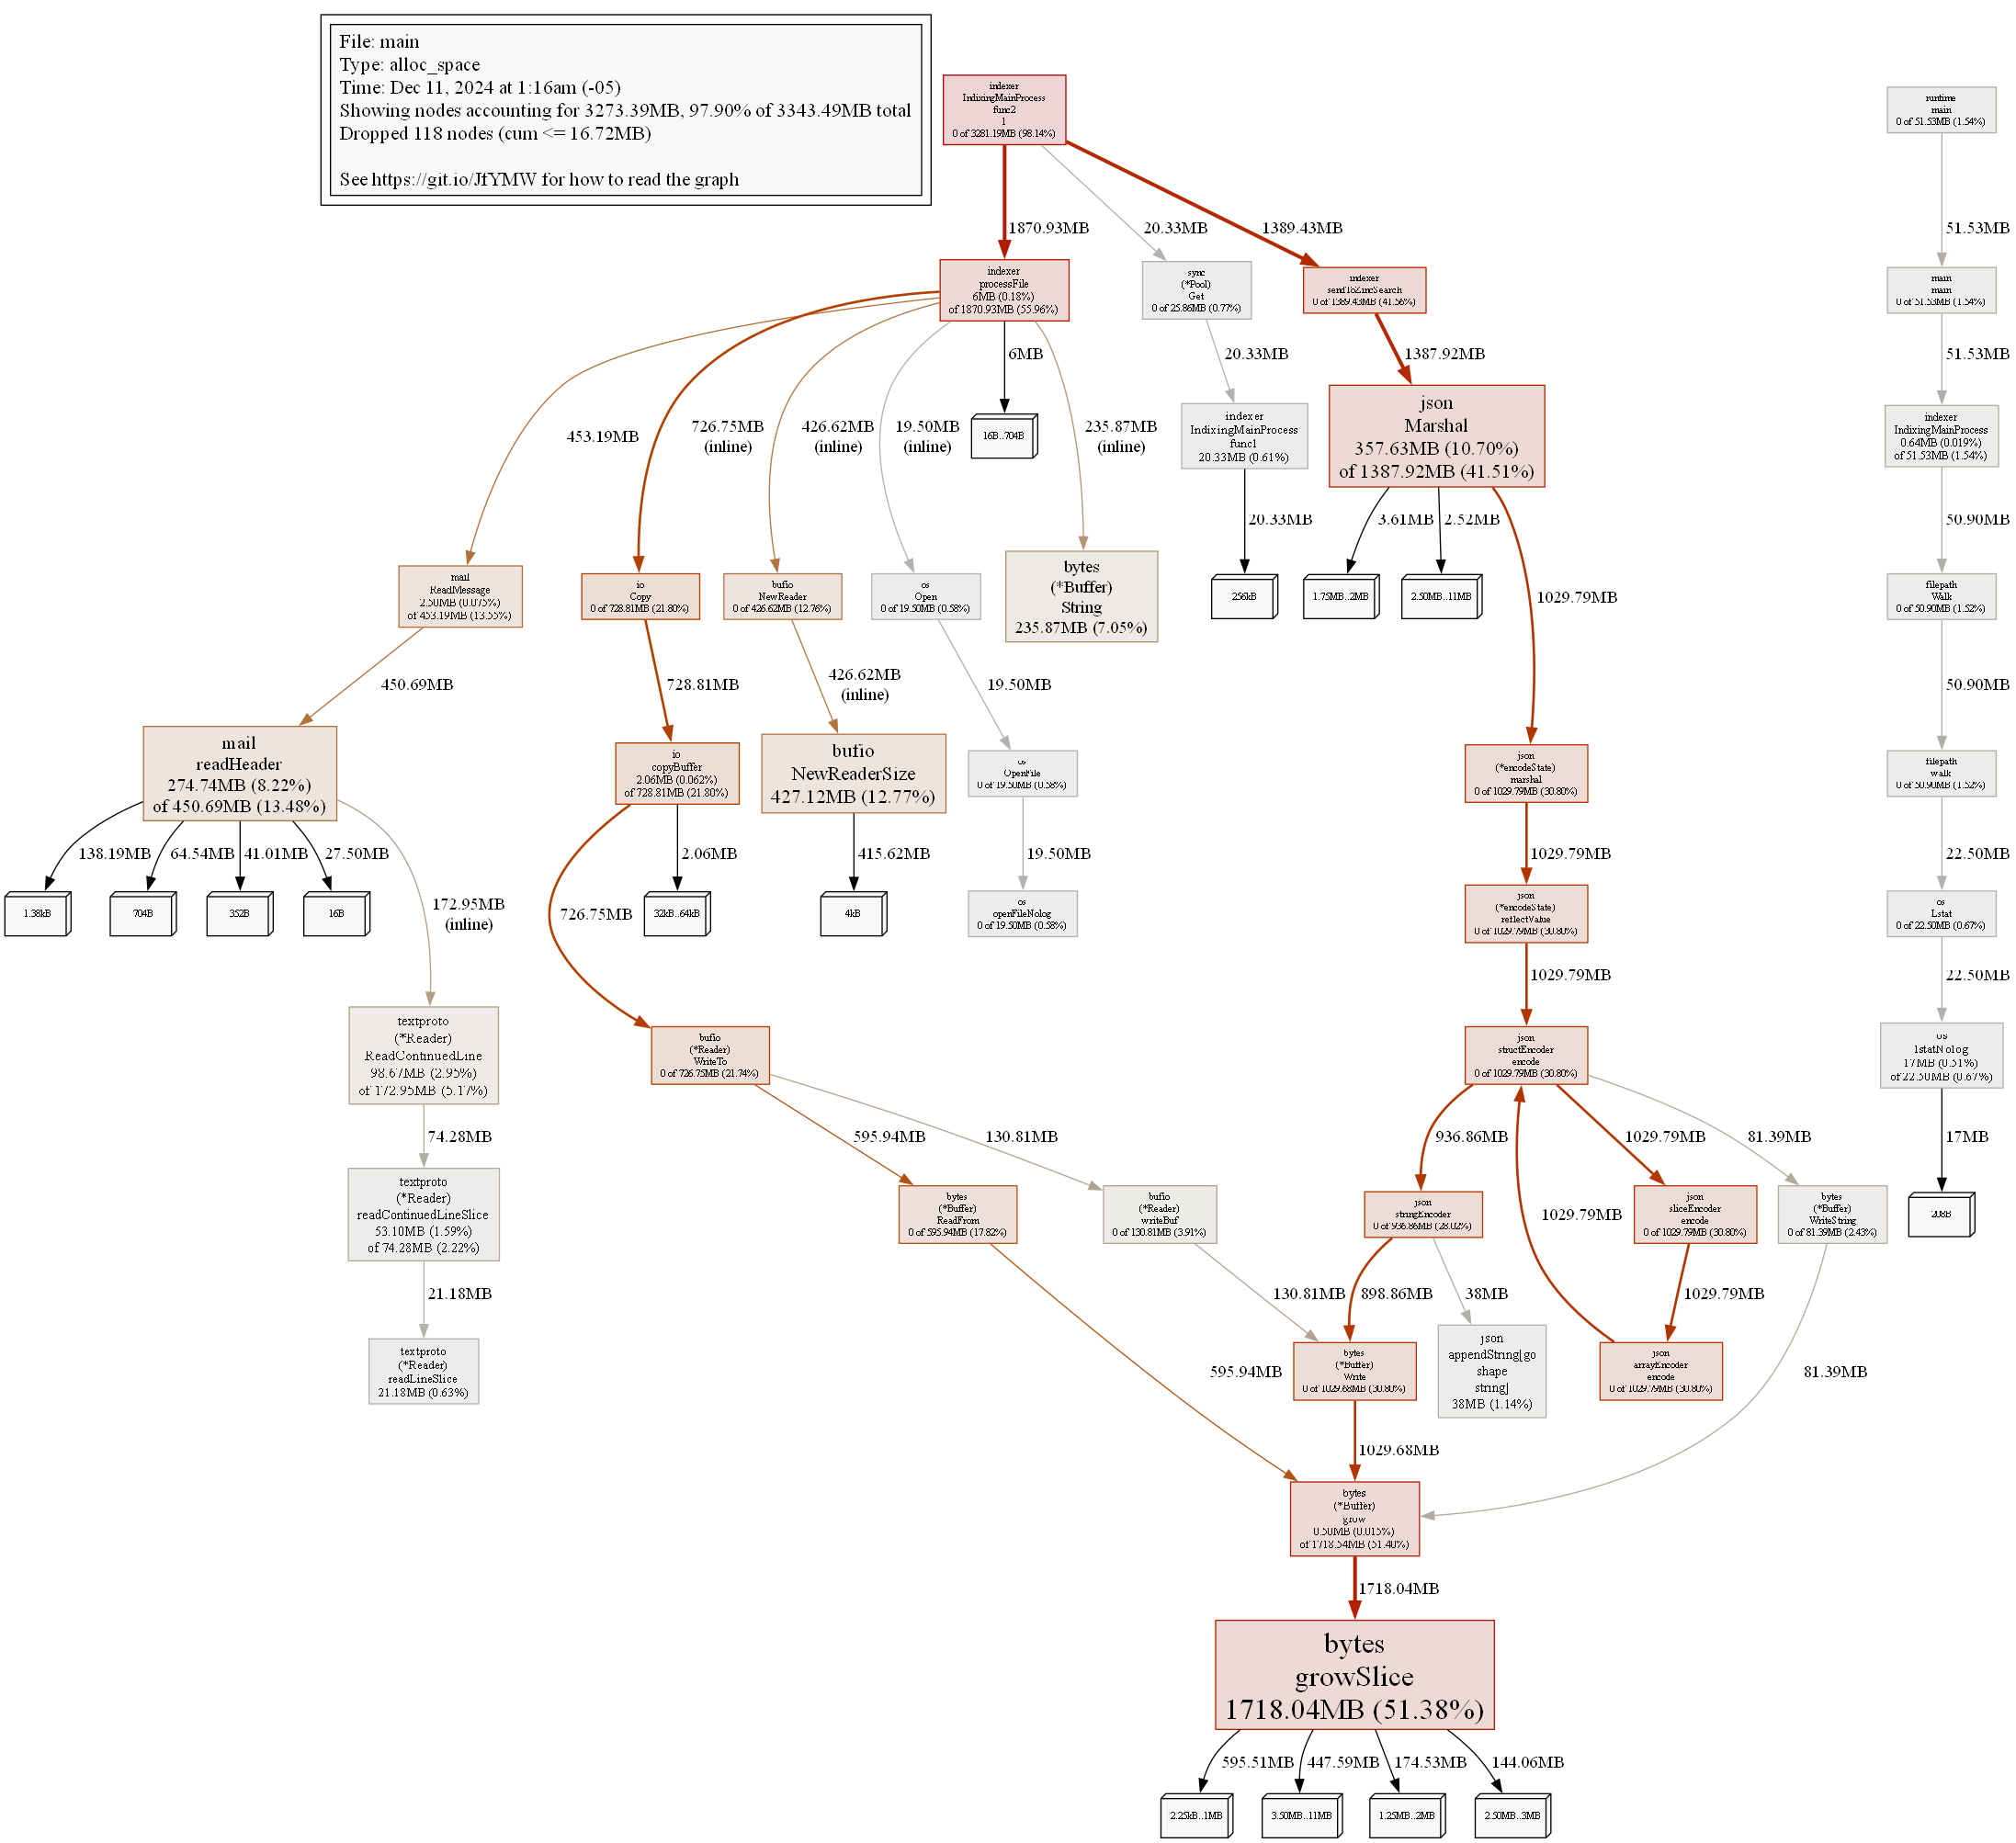 File: main
Type: alloc_space
Time: Dec 11, 2024 at 1:16am (-05)
Showing nodes accounting for 3273.39MB, 97.90% of 3343.49MB total
Dropped 118 nodes (cum <= 16.72MB)
See https://git.io/JfYMW for how to read the graph
indexer
IndixingMainProcess
func2
1
0 of 3281.19MB (98.14%)
runtime
main
0 of 51.53MB (1.54%)
1870.93MB
20.33MB
1389.43MB
51.53MB
indexer
processFile
6MB (0.18%)
of 1870.93MB (55.96%)
sync
(*Pool)
Get
0 of 25.86MB (0.77%)
indexer
sendToZincSearch
0 of 1389.43MB (41.56%)
main
main
0 of 51.53MB (1.54%)
453.19MB
726.75MB
(inline)
426.62MB
(inline)
19.50MB
(inline)
6MB
235.87MB
(inline)
20.33MB
1387.92MB
51.53MB
16B..704B
indexer
IndixingMainProcess
func1
20.33MB (0.61%)
json
Marshal
357.63MB (10.70%)
of 1387.92MB (41.51%)
indexer
IndixingMainProcess
0.64MB (0.019%)
of 51.53MB (1.54%)
20.33MB
3.61MB
2.52MB
1029.79MB
50.90MB
mail
ReadMessage
2.50MB (0.075%)
of 453.19MB (13.55%)
io
Copy
0 of 728.81MB (21.80%)
bufio
NewReader
0 of 426.62MB (12.76%)
os
Open
0 of 19.50MB (0.58%)
bytes
(*Buffer)
String
235.87MB (7.05%)
256kB
1.75MB..2MB
2.50MB..11MB
filepath
Walk
0 of 50.90MB (1.52%)
450.69MB
728.81MB
426.62MB
(inline)
19.50MB
50.90MB
mail
readHeader
274.74MB (8.22%)
of 450.69MB (13.48%)
io
copyBuffer
2.06MB (0.062%)
of 728.81MB (21.80%)
bufio
NewReaderSize
427.12MB (12.77%)
os
OpenFile
0 of 19.50MB (0.58%)
json
(*encodeState)
marshal
0 of 1029.79MB (30.80%)
filepath
walk
0 of 50.90MB (1.52%)
138.19MB
64.54MB
41.01MB
27.50MB
172.95MB
(inline)
726.75MB
2.06MB
415.62MB
19.50MB
1029.79MB
22.50MB
1.38kB
704B
352B
16B
32kB..64kB
4kB
os
openFileNolog
0 of 19.50MB (0.58%)
json
(*encodeState)
reflectValue
0 of 1029.79MB (30.80%)
os
Lstat
0 of 22.50MB (0.67%)
1029.79MB
22.50MB
textproto
(*Reader)
ReadContinuedLine
98.67MB (2.95%)
of 172.95MB (5.17%)
bufio
(*Reader)
WriteTo
0 of 726.75MB (21.74%)
json
structEncoder
encode
0 of 1029.79MB (30.80%)
os
lstatNolog
17MB (0.51%)
of 22.50MB (0.67%)
74.28MB
595.94MB
130.81MB
936.86MB
1029.79MB
81.39MB
17MB
textproto
(*Reader)
readContinuedLineSlice
53.10MB (1.59%)
of 74.28MB (2.22%)
bytes
(*Buffer)
ReadFrom
0 of 595.94MB (17.82%)
bufio
(*Reader)
writeBuf
0 of 130.81MB (3.91%)
json
stringEncoder
0 of 936.86MB (28.02%)
1029.79MB
json
sliceEncoder
encode
0 of 1029.79MB (30.80%)
bytes
(*Buffer)
WriteString
0 of 81.39MB (2.43%)
208B
21.18MB
130.81MB
898.86MB
38MB
1029.79MB
textproto
(*Reader)
readLineSlice
21.18MB (0.63%)
595.94MB
bytes
(*Buffer)
Write
0 of 1029.68MB (30.80%)
json
appendString[go
shape
string]
38MB (1.14%)
json
arrayEncoder
encode
0 of 1029.79MB (30.80%)
81.39MB
1029.68MB
bytes
(*Buffer)
grow
0.50MB (0.015%)
of 1718.54MB (51.40%)
1718.04MB
bytes
growSlice
1718.04MB (51.38%)
595.51MB
447.59MB
174.53MB
144.06MB
2.25kB..1MB
3.50MB..11MB
1.25MB..2MB
2.50MB..3MB